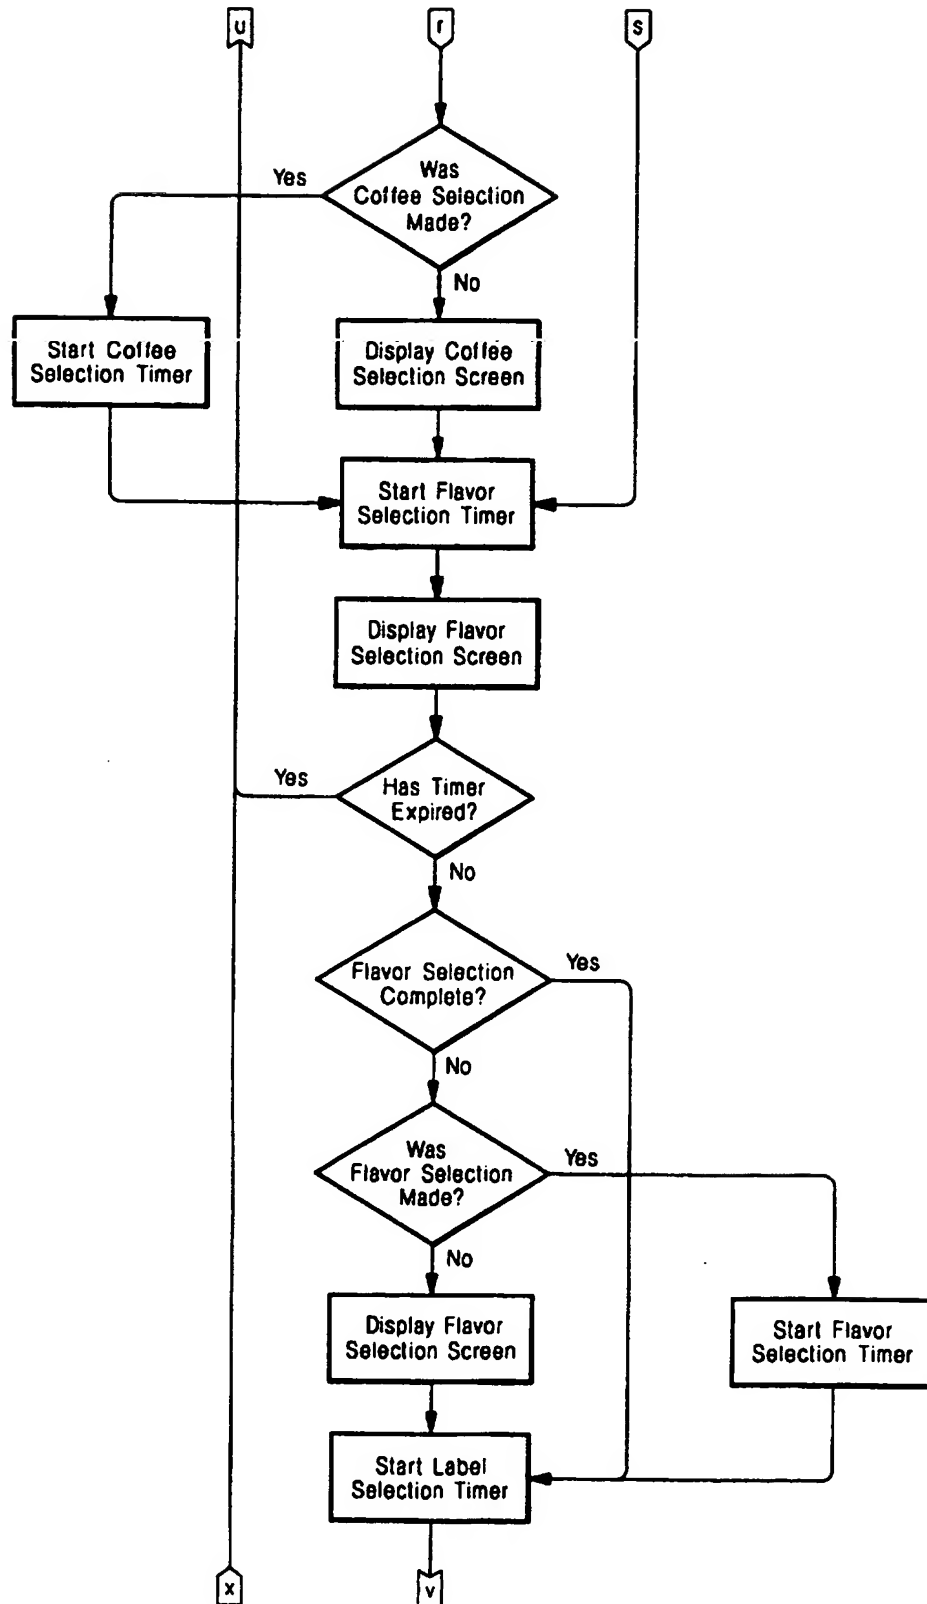 u
r
s
Was
Coffee Selection
Made?
Yes
No
Start Coffee
Selection Timer
Display Coffee
Selection Screen
Start Flavor
Selection Timer
Display Flavor
Selection Screen
Has Timer
Expired?
Yes
No
Flavor Selection
Complete?
Yes
No
Was
Flavor Selection
Made?
Yes
No
Display Flavor
Selection Screen
Start Flavor
Selection Timer
Start Label
Selection Timer
x
v